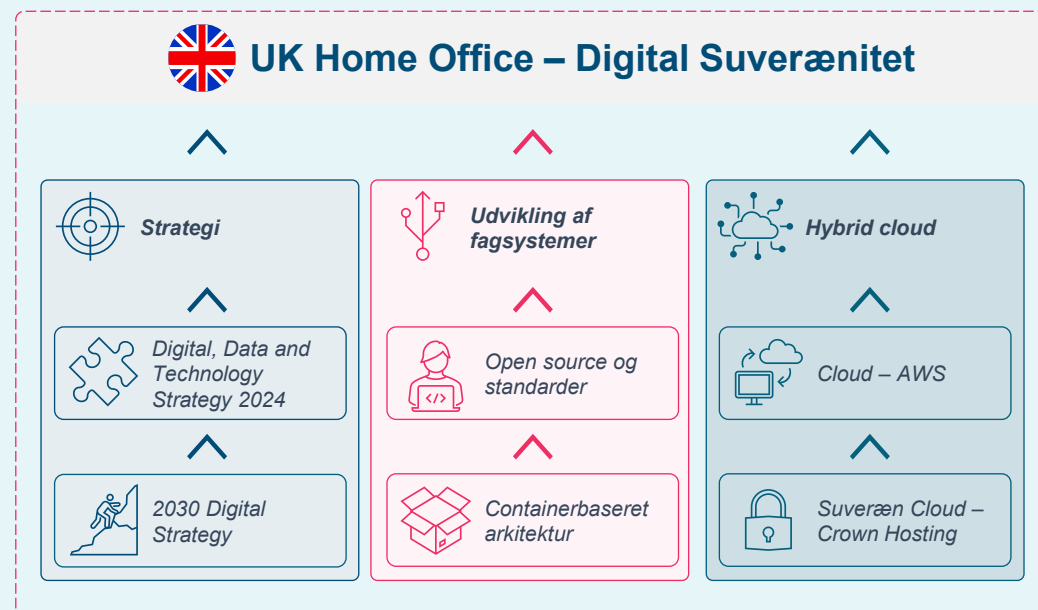 UK Home Office – Digital Suverænitet
Strategi
Digital, Data and
Technology
Strategy 2024
2030 Digital
Strategy
Udvikling af
fagsystemer
Open source og
standarder
Containerbaseret
arkitektur
Hybrid cloud
Cloud – AWS
Suveræn Cloud –
Crown Hosting